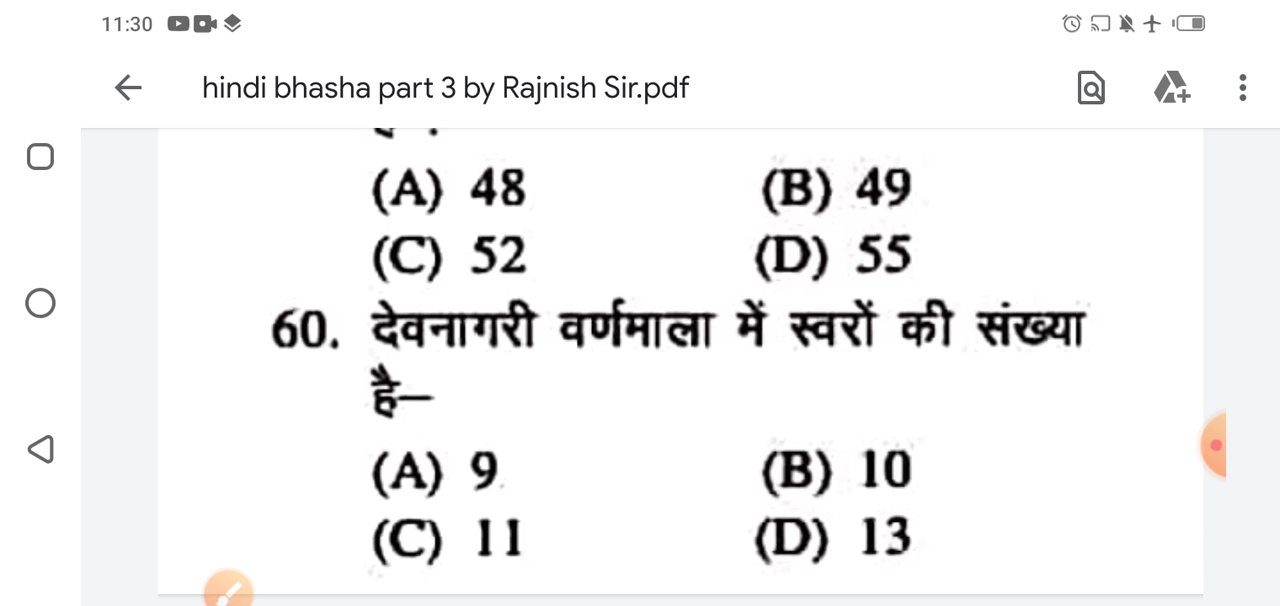 11:30
hindi bhasha part 3 by Rajnish Sir.pdf
(A) 48 (B) 49
(C) 52 (D) 55
60. देवनागरी वर्णमाला में स्वरों की संख्या
है–
(A) 9 (B) 10
(C) 11 (D) 13